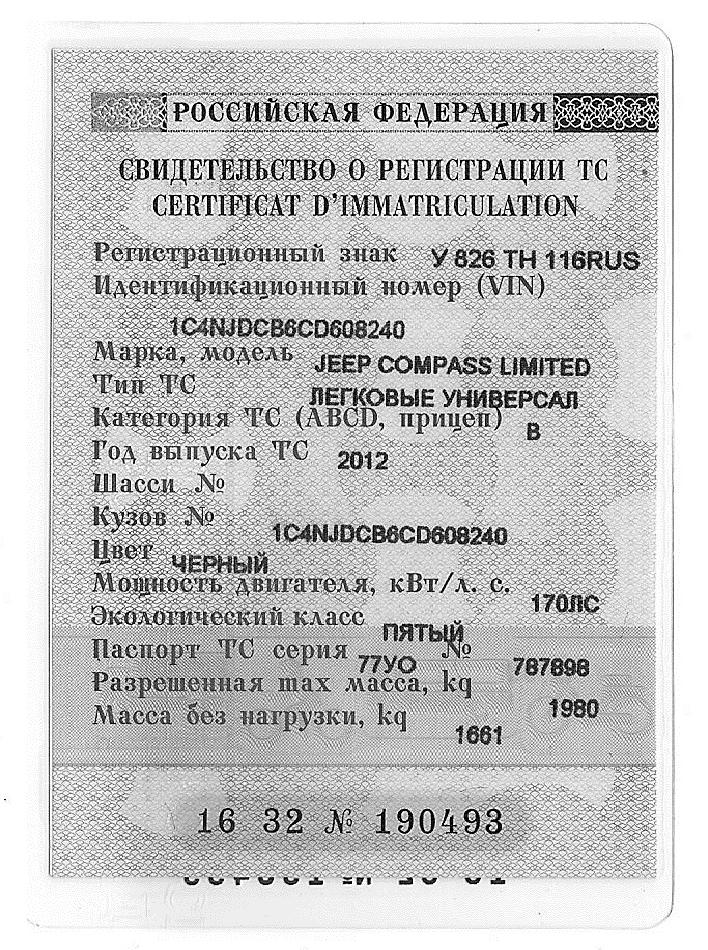 РОССИЙСКАЯ ФЕДЕРАЦИЯ
СВИДЕТЕЛЬСТВО О РЕГИСТРАЦИИ ТС
CERTIFICAT D'IMMATRICULATION
Регистрационный знак У 826 ТН 116RUS
Идентификационный номер (VIN)
1C4NJDCB6CD608240
Марка, модель JEEP COMPASS LIMITED
Тип ТС ЛЕГКОВЫЕ УНИВЕРСАЛ
Категория ТС (ABCD, прицеп) B
Год выпуска ТС 2012
Шасси №
Кузов № 1C4NJDCB6CD608240
Цвет ЧЕРНЫЙ
Мощность двигателя, кВт/л. с. 170ЛС
Экологический класс ПЯТЫЙ
Паспорт ТС серия 77УО № 787898
Разрешенная max масса, kg 1980
Масса без нагрузки, kg 1661
16 32 № 190493